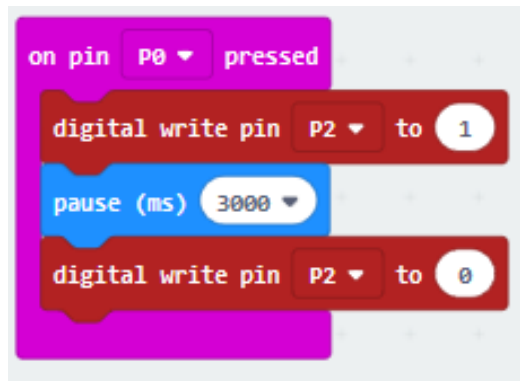 on pin P0 pressed
digital write pin P2 to 1
pause (ms) 3000
digital write pin P2 to 0